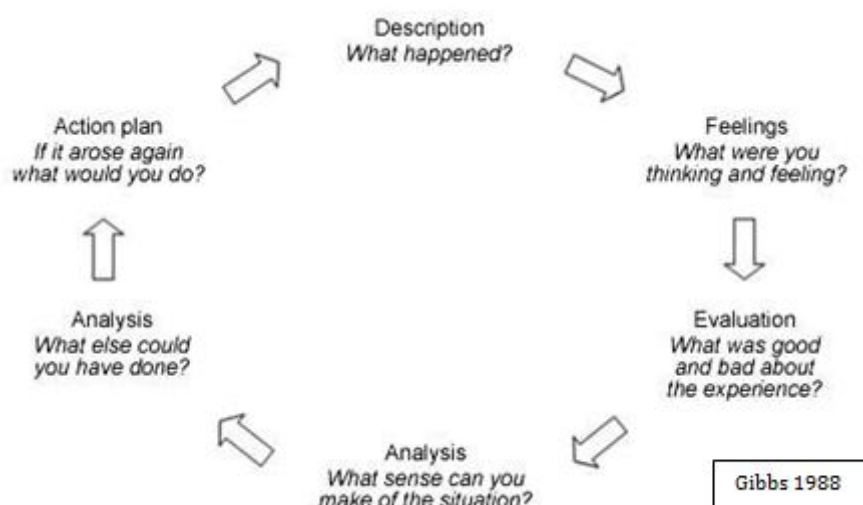 Description
What happened?
Feelings
What were you
thinking and feeling?
Evaluation
What was good
and bad about
the experience?
Analysis
What sense can you
make of the situation?
Analysis
What else could
you have done?
Action plan
If it arose again
what would you do?
Gibbs 1988